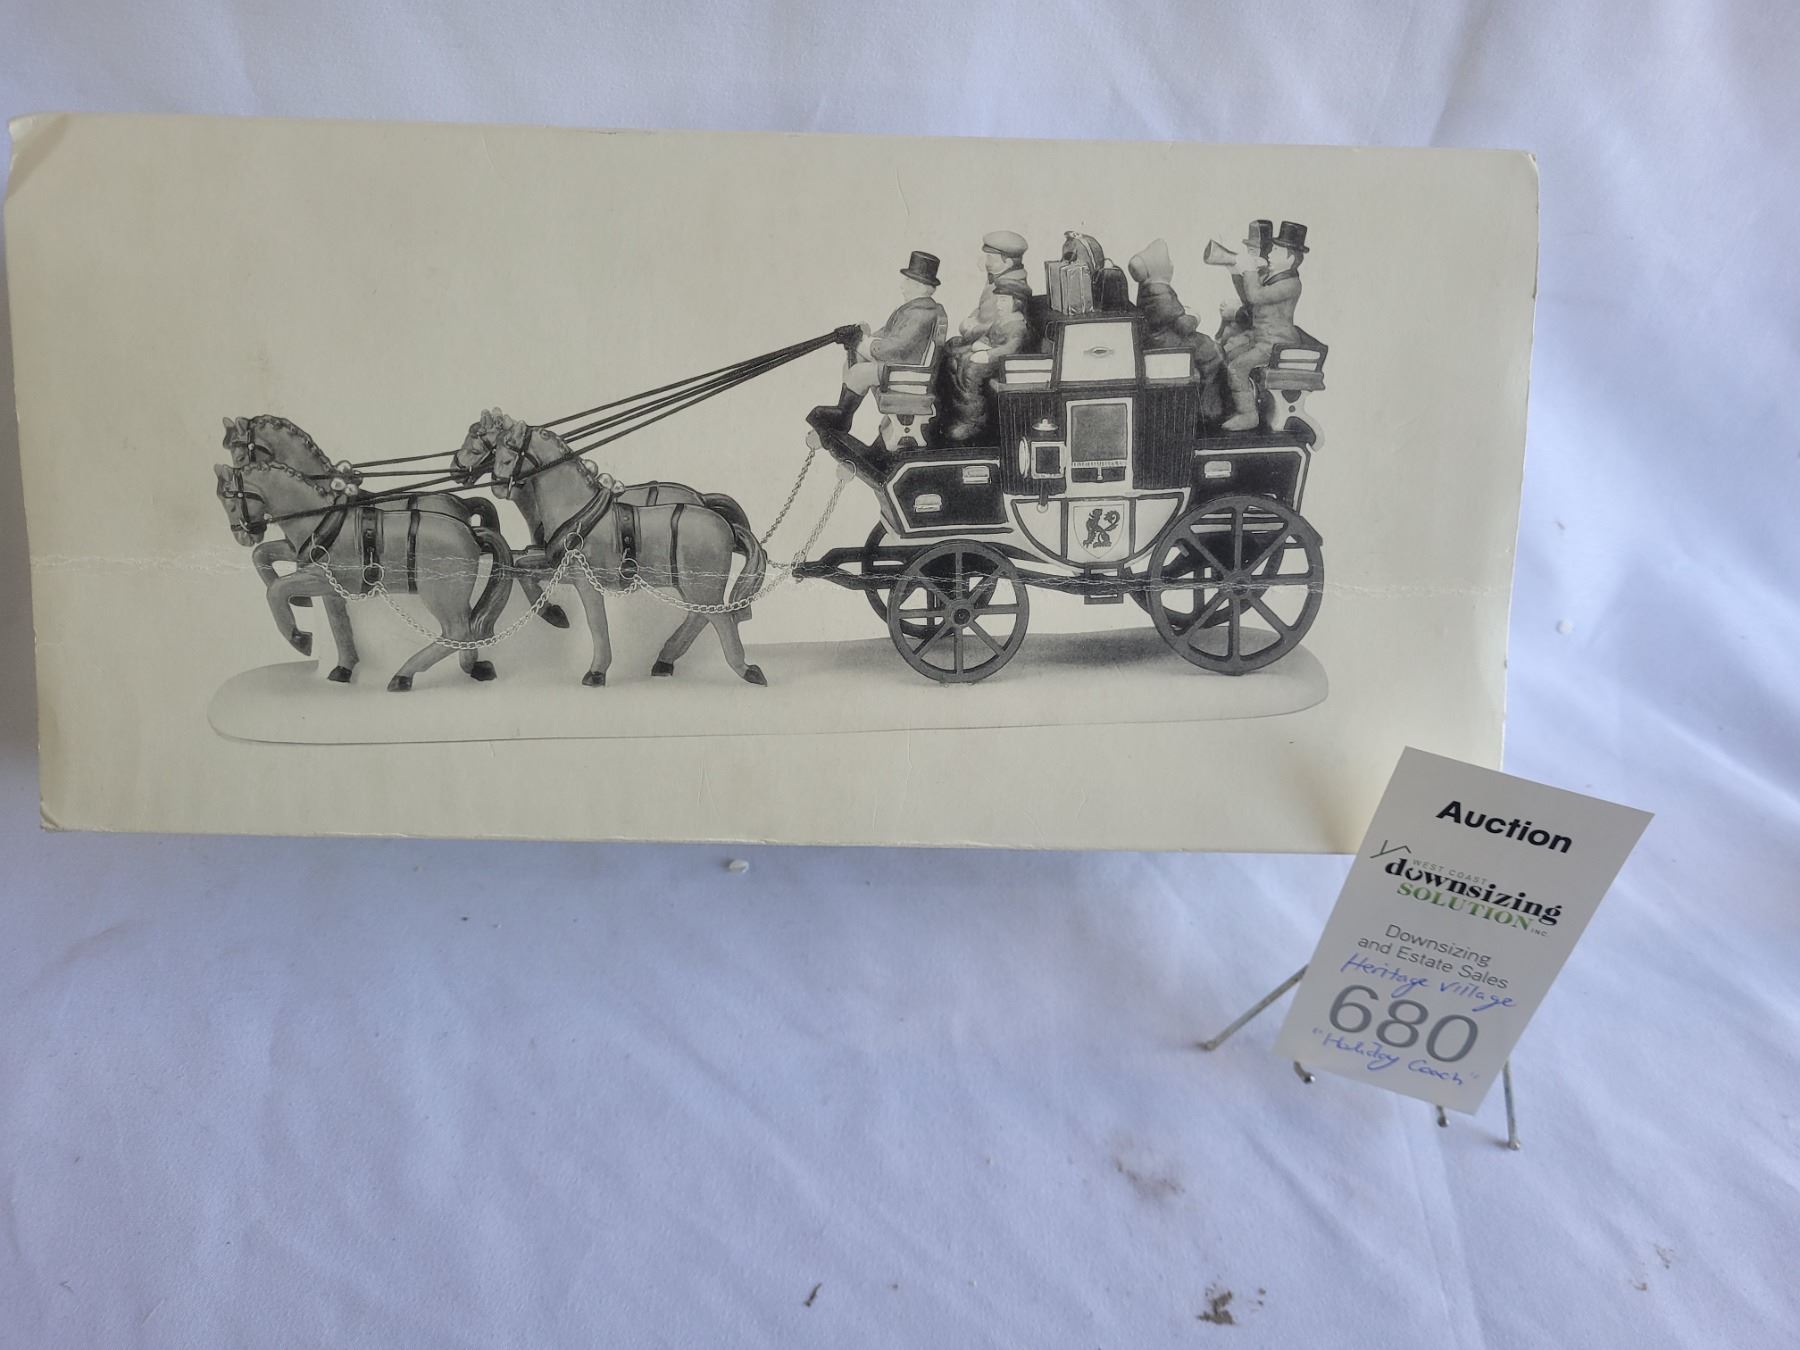 Auction
WEST COAST
downsizing
SOLUTION INC.
Downsizing
and Estate Sales
Heritage Village
680
"Holiday Coach"